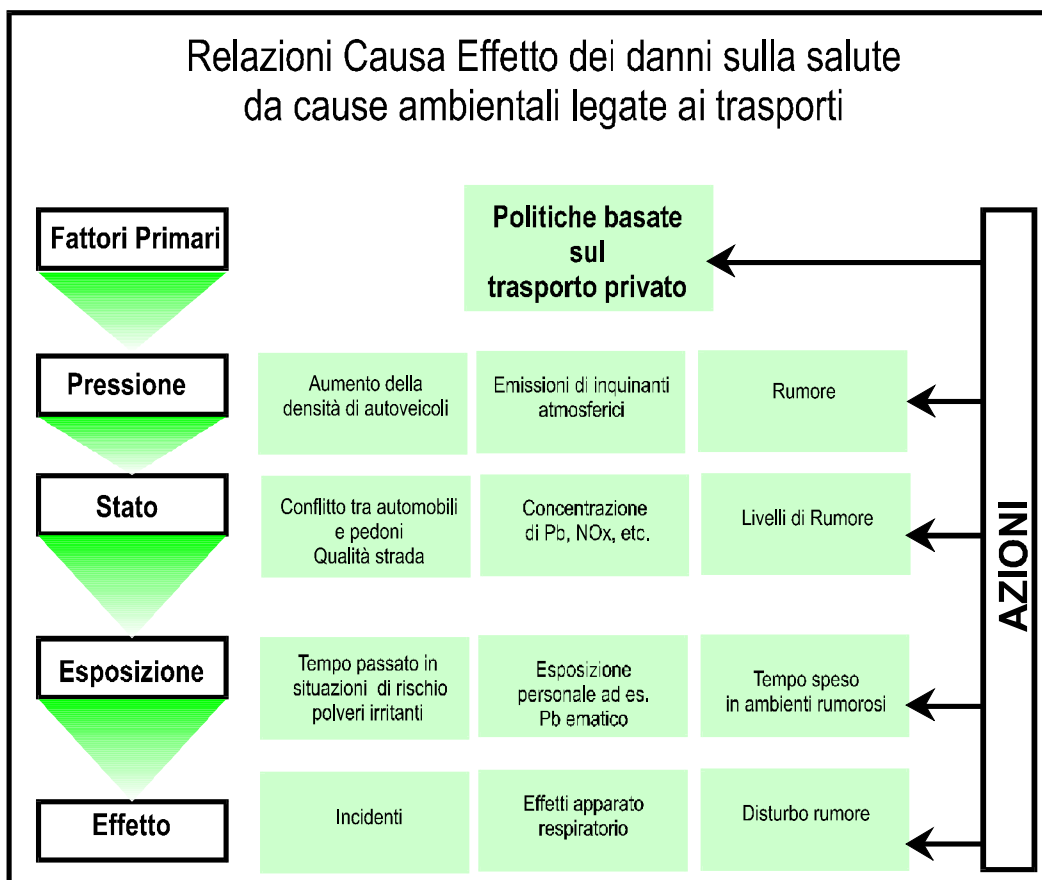 Relazioni Causa Effetto dei danni sulla salute
da cause ambientali legate ai trasporti
Fattori Primari
Politiche basate
sul
trasporto privato
Pressione
Aumento della
densità di autoveicoli
Emissioni di inquinanti
atmosferici
Rumore
Stato
Conflitto tra automobili
e pedoni
Qualità strada
Concentrazione
di Pb, NOx, etc.
Livelli di Rumore
Esposizione
Tempo passato in
situazioni di rischio
polveri irritanti
Esposizione
personale ad es.
Pb ematico
Tempo speso
in ambienti rumorosi
Effetto
Incidenti
Effetti apparato
respiratorio
Disturbo rumore
AZIONI